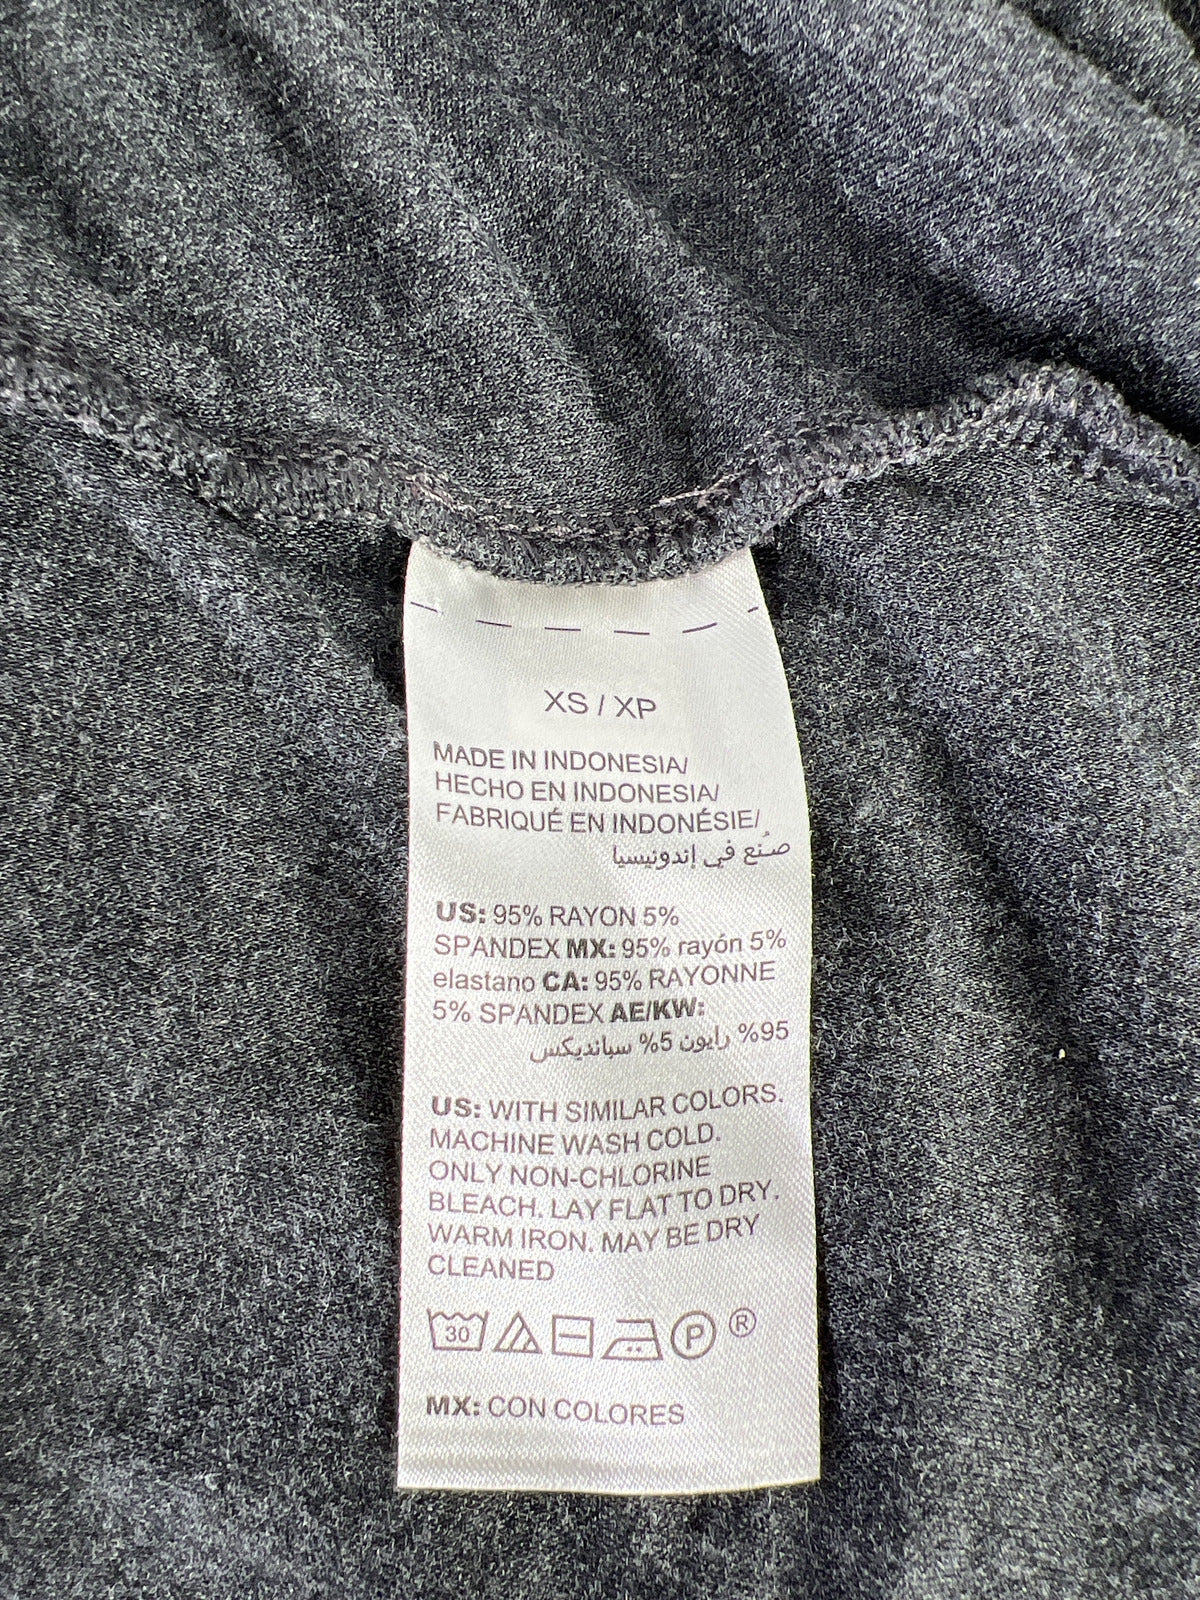 XS / XP
MADE IN INDONESIA/
HECHO EN INDONESIA/
FABRIQUÉ EN INDONÉSIE/
صُنع في إندونيسيا
US: 95% RAYON 5%
SPANDEX MX: 95% rayón 5%
elastano CA: 95% RAYONNE
5% SPANDEX AE/KW:
95% رايون 5% سبانديكس
US: WITH SIMILAR COLORS.
MACHINE WASH COLD.
ONLY NON-CHLORINE
BLEACH. LAY FLAT TO DRY.
WARM IRON. MAY BE DRY
CLEANED
30 P ®
MX: CON COLORES